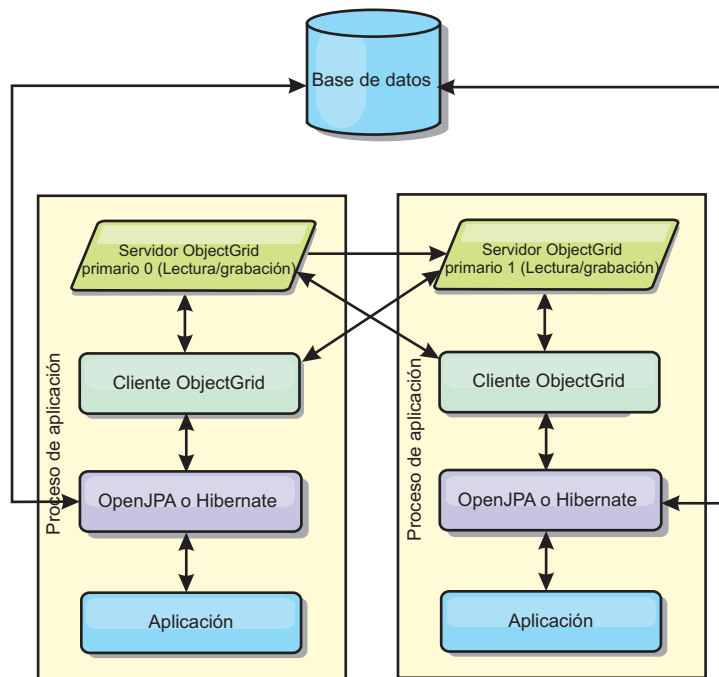 Base de datos
Servidor ObjectGrid
primario 0 (Lectura/grabación)
Cliente ObjectGrid
OpenJPA o Hibernate
Aplicación
Proceso de aplicación
Servidor ObjectGrid
primario 1 (Lectura/grabación)
Cliente ObjectGrid
OpenJPA o Hibernate
Aplicación
Proceso de aplicación